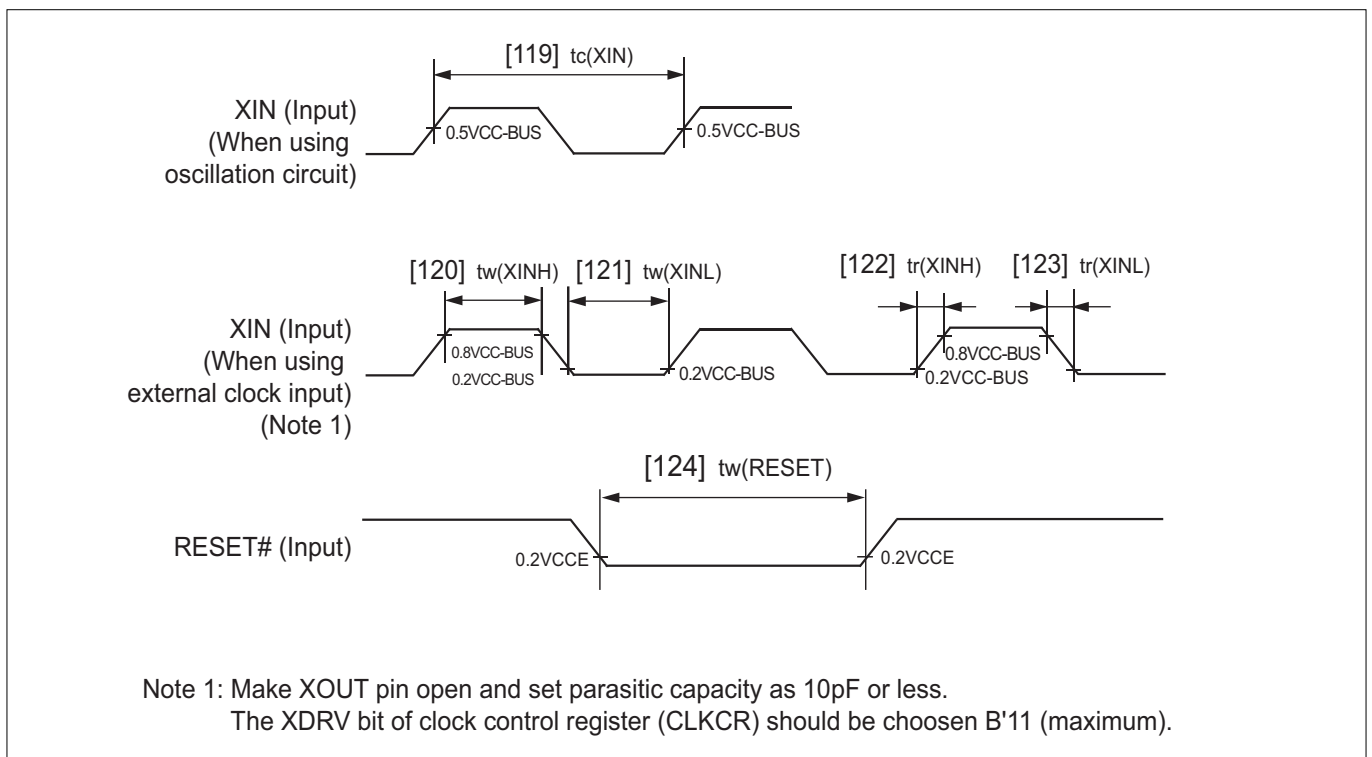 [119] tc(XIN)
XIN (Input)
(When using
oscillation circuit)
0.5VCC-BUS
0.5VCC-BUS
[120] tw(XINH)
[121] tw(XINL)
[122] tr(XINH)
[123] tr(XINL)
XIN (Input)
(When using
external clock input)
(Note 1)
0.8VCC-BUS
0.2VCC-BUS
0.2VCC-BUS
0.8VCC-BUS
0.2VCC-BUS
[124] tw(RESET)
RESET# (Input)
0.2VCCE
0.2VCCE
Note 1: Make XOUT pin open and set parasitic capacity as 10pF or less.
The XDRV bit of clock control register (CLKCR) should be choosen B'11 (maximum).